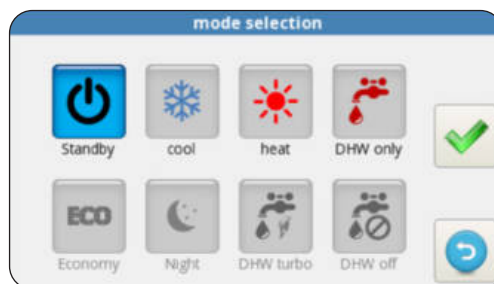 mode selection
Standby cool heat DHW only
ECO
Economy Night DHW turbo DHW off